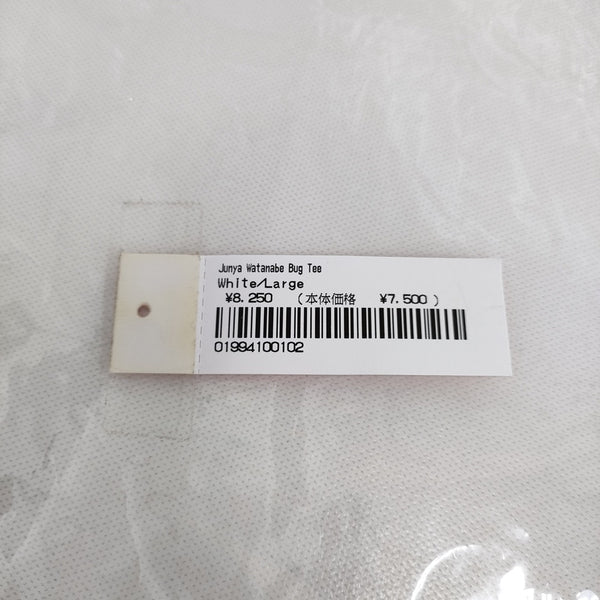 Junya Watanabe Bug Tee
White/Large
¥8.250 (本体価格 ¥7.500)
01994100102